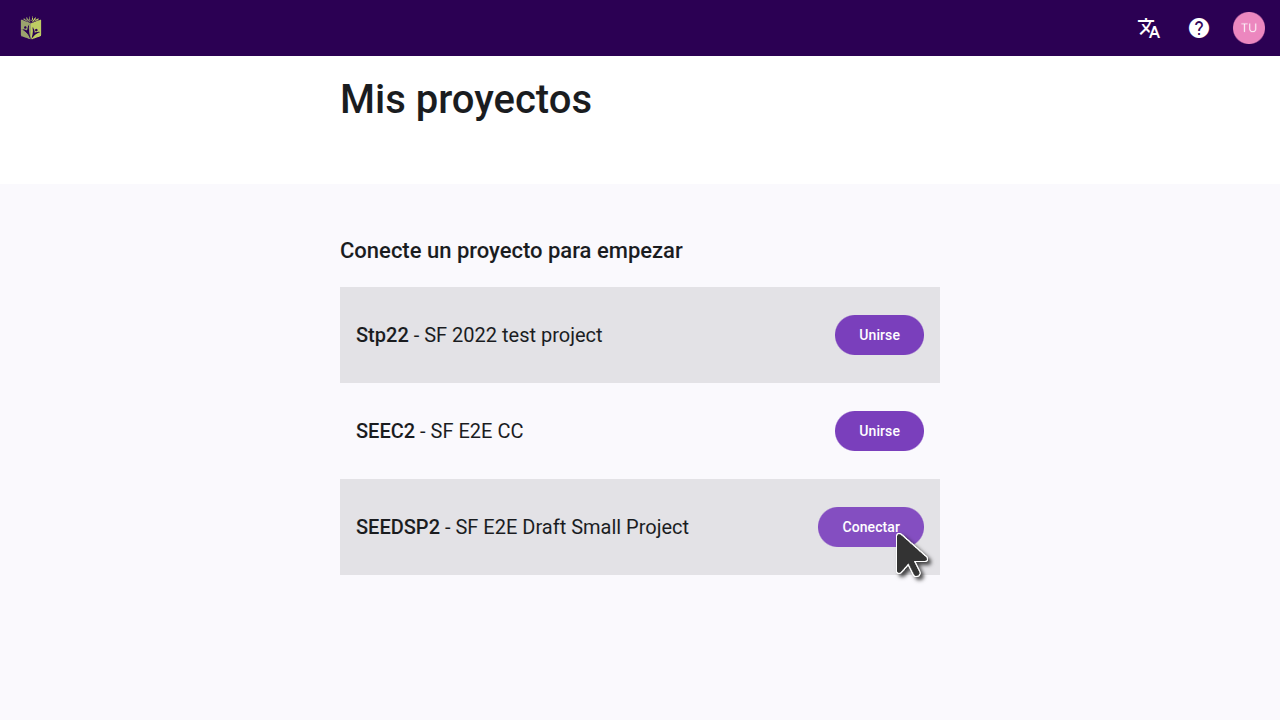 TU
Mis proyectos
Conecte un proyecto para empezar
Stp22 - SF 2022 test project
Unirse
SEEC2 - SF E2E CC
Unirse
SEEDSP2 - SF E2E Draft Small Project
Conectar